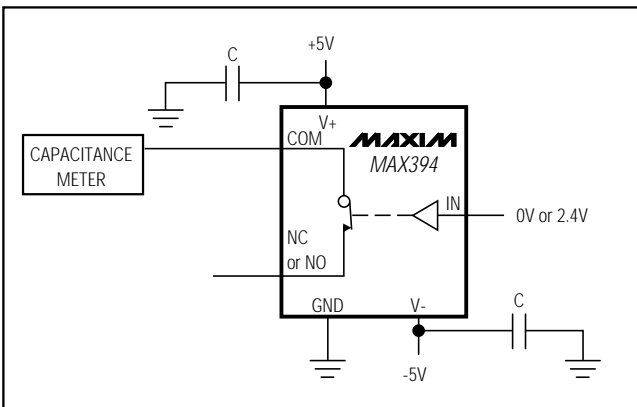 +5V
C
V+
COM
MAXIM
MAX394
CAPACITANCE
METER
IN
0V or 2.4V
NC
or NO
GND
V-
C
-5V